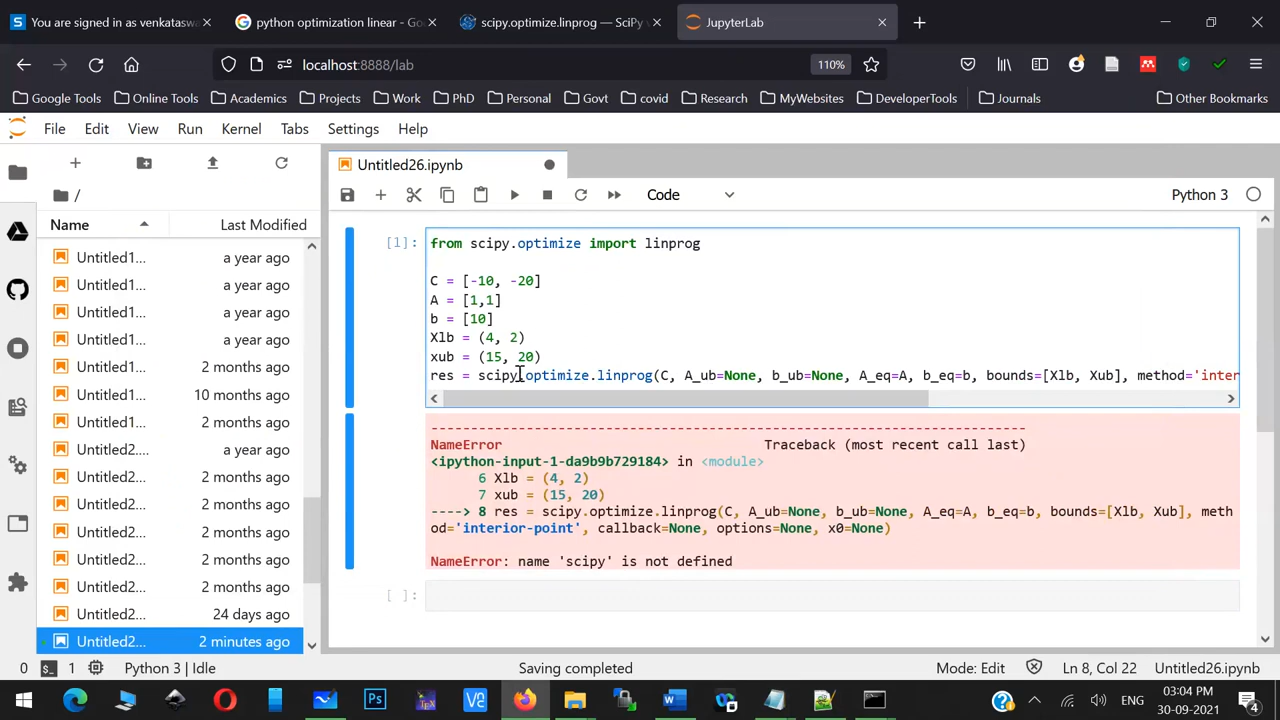 You are signed in as venkataswa
python optimization linear - Goo
scipy.optimize.linprog — SciPy v
JupyterLab
localhost:8888/lab
110%
Google Tools
Online Tools
Academics
Projects
Work
PhD
Personal
Govt
covid
Research
MyWebsites
DeveloperTools
Journals
Other Bookmarks
File Edit View Run Kernel Tabs Settings Help
Untitled26.ipynb
Code
Python 3
/
Name
Last Modified
Untitled1... a year ago
Untitled1... a year ago
Untitled1... a year ago
Untitled1... a year ago
Untitled1... 2 months ago
Untitled1... 10 months ago
Untitled1... 2 months ago
Untitled2... a year ago
Untitled2... 2 months ago
Untitled2... 2 months ago
Untitled2... 2 months ago
Untitled2... 2 months ago
Untitled2... 2 months ago
Untitled2... 24 days ago
Untitled2... 2 minutes ago
[1]:
from scipy.optimize import linprog
C = [-10, -20]
A = [1,1]
b = [10]
Xlb = (4, 2)
xub = (15, 20)
res = scipy.optimize.linprog(C, A_ub=None, b_ub=None, A_eq=A, b_eq=b, bounds=[Xlb, Xub], method='inter
---------------------------------------------------------------------------
NameError Traceback (most recent call last)
<ipython-input-1-da9b9b729184> in <module>
6 Xlb = (4, 2)
7 xub = (15, 20)
----> 8 res = scipy.optimize.linprog(C, A_ub=None, b_ub=None, A_eq=A, b_eq=b, bounds=[Xlb, Xub], meth
od='interior-point', callback=None, options=None, x0=None)
NameError: name 'scipy' is not defined
[ ]:
0
1
Python 3 | Idle
Saving completed
Mode: Edit
Ln 8, Col 22
Untitled26.ipynb
ENG
03:04 PM
30-09-2021
4